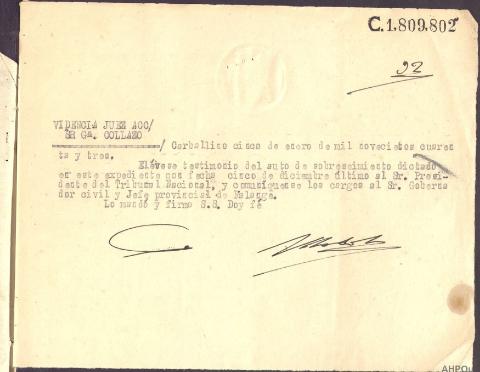 C.1.809.802
92
VIDENCIA JUEZ ACC/
SR Gª. COLLAZO
/ Carballino cinco de enero de mil novecietos cuaren
ta y tres.
Elévese testimonio del auto de sobreseimiento dictado
en este expediente con fecha cinco de diciembre último al Sr. Presi-
dente del Tribunal Nacional, y comuníquense los cargos al Sr. Goberna
dor civil y Jefe provincial de Falange.
Lo mandó y firmo S.S. Doy fé
AHPOu